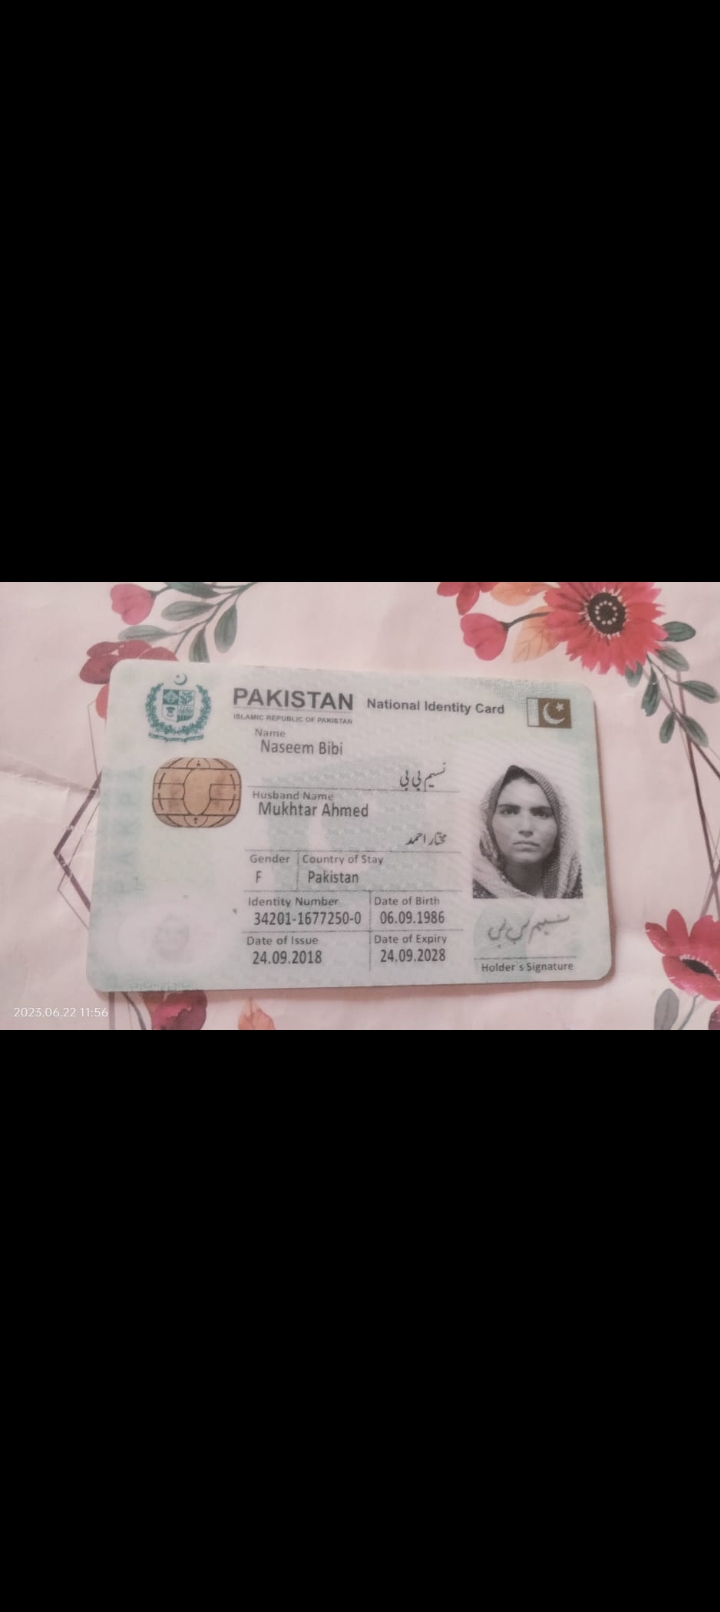 PAKISTAN National Identity Card
ISLAMIC REPUBLIC OF PAKISTAN
Name
Naseem Bibi
نسیم بی بی
Husband Name
Mukhtar Ahmed
مختار احمد
Gender Country of Stay
F Pakistan
Identity Number Date of Birth
34201-1677250-0 06.09.1986
Date of Issue Date of Expiry
24.09.2018 24.09.2028
نسیم بی بی
Holder's Signature
2023.06.22 11:56